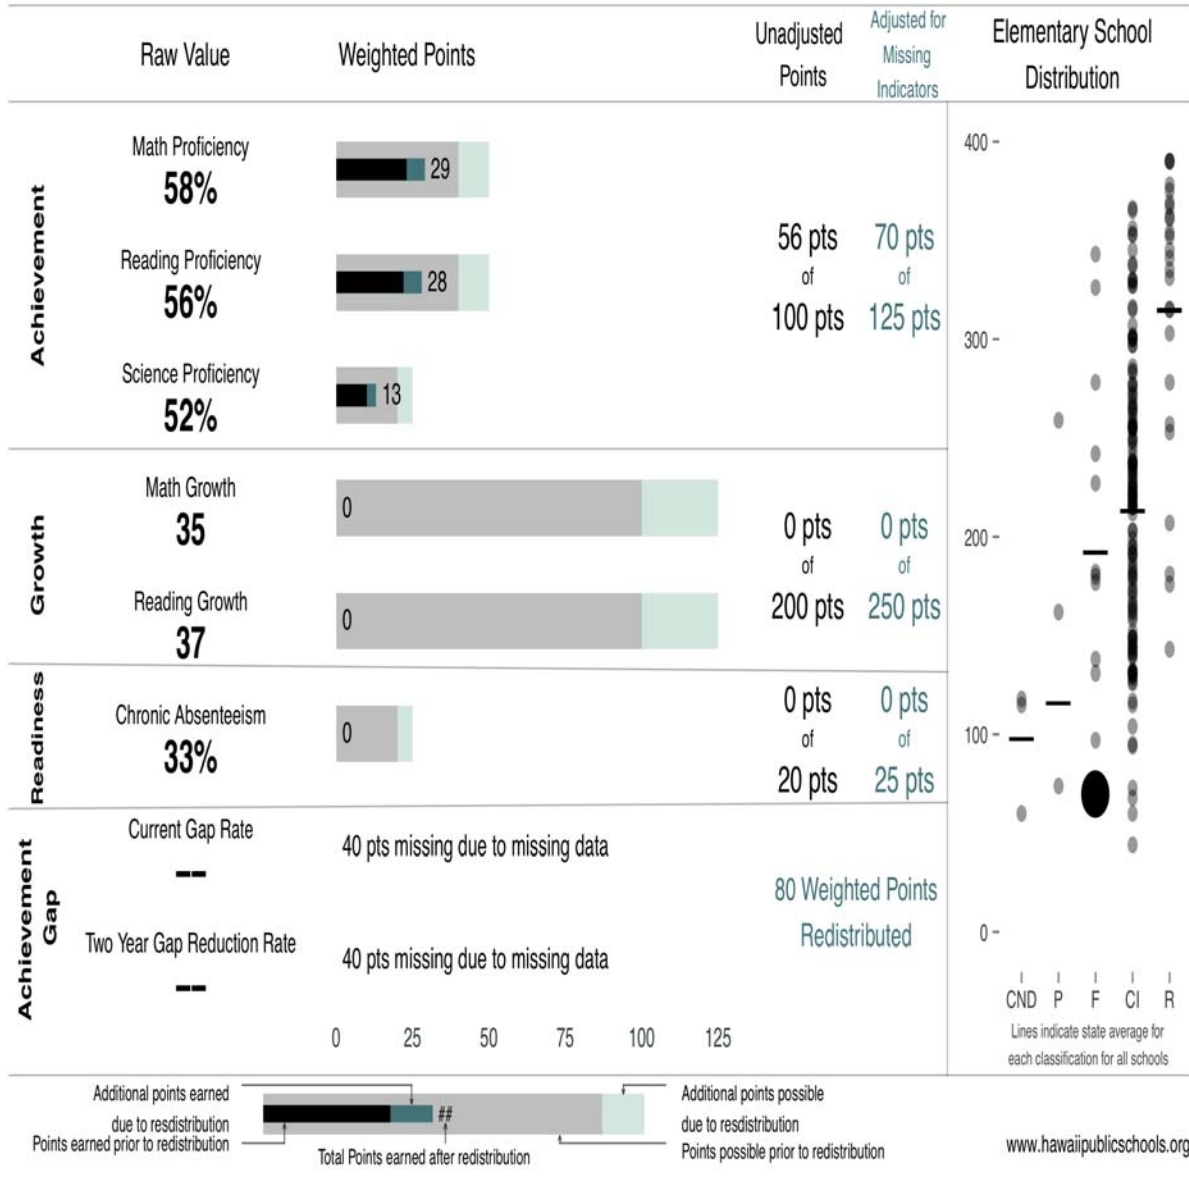 Raw Value
Weighted Points
Unadjusted
Points
Adjusted for
Missing
Indicators
Elementary School
Distribution
Achievement
Math Proficiency
58%
29
Reading Proficiency
56%
28
Science Proficiency
52%
13
56 pts
of
100 pts
70 pts
of
125 pts
Growth
Math Growth
35
0
Reading Growth
37
0
0 pts
of
200 pts
0 pts
of
250 pts
Readiness
Chronic Absenteeism
33%
0
0 pts
of
20 pts
0 pts
of
25 pts
Achievement
Gap
Current Gap Rate
--
40 pts missing due to missing data
Two Year Gap Reduction Rate
--
40 pts missing due to missing data
80 Weighted Points
Redistributed
0 25 50 75 100 125
400
300
200
100
0
CND P F CI R
Lines indicate state average for
each classification for all schools
Additional points earned
due to resdistribution
Points earned prior to redistribution
##
Total Points earned after redistribution
Additional points possible
due to resdistribution
Points possible prior to redistribution
www.hawaiipublicschools.org